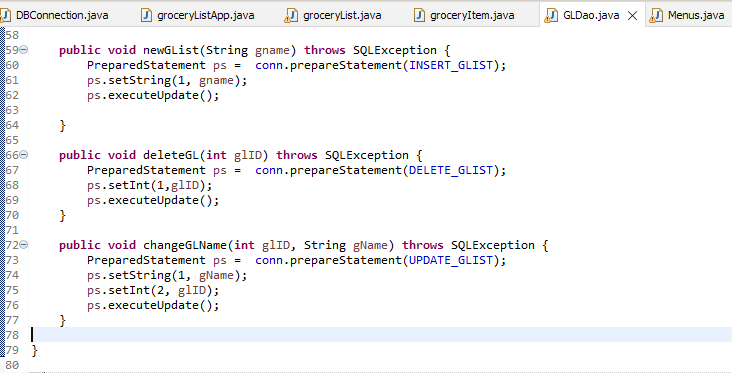 DBConnection.java groceryListApp.java groceryList.java groceryItem.java GLDao.java Menus.java
58
59 public void newGList(String gname) throws SQLException {
60 PreparedStatement ps =  conn.prepareStatement(INSERT_GLIST);
61 ps.setString(1, gname);
62 ps.executeUpdate();
63
64 }
65
66 public void deleteGL(int glID) throws SQLException {
67 PreparedStatement ps =  conn.prepareStatement(DELETE_GLIST);
68 ps.setInt(1,glID);
69 ps.executeUpdate();
70 }
71
72 public void changeGLName(int glID, String gName) throws SQLException {
73 PreparedStatement ps =  conn.prepareStatement(UPDATE_GLIST);
74 ps.setString(1, gName);
75 ps.setInt(2, glID);
76 ps.executeUpdate();
77 }
78
79 }
80